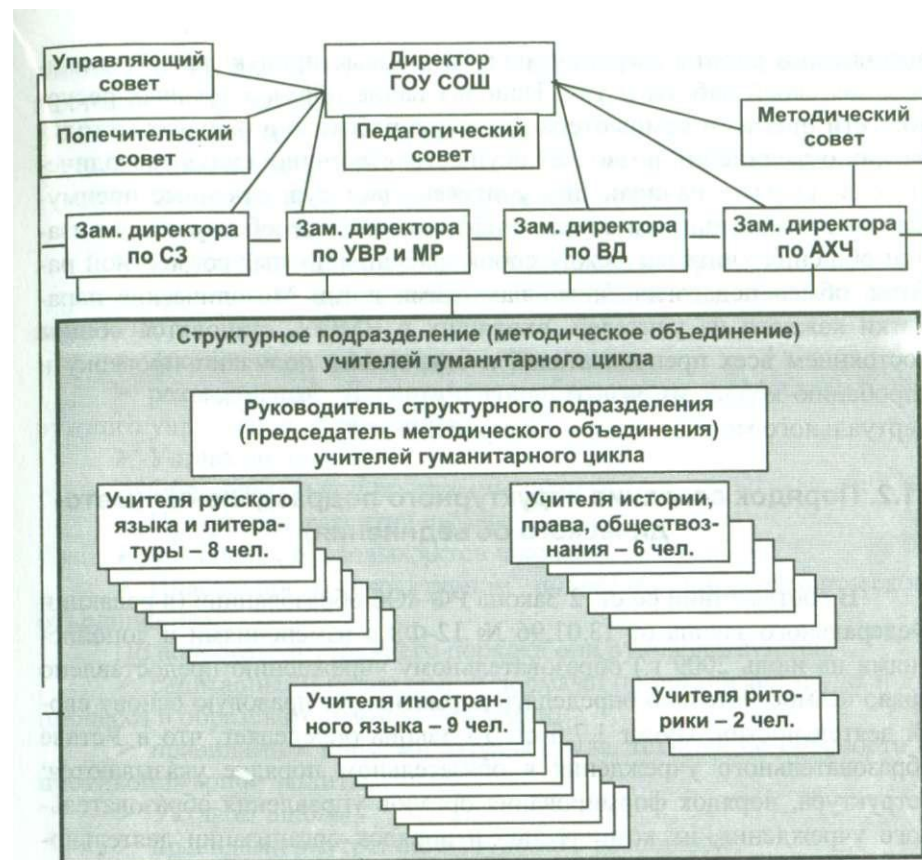 Управляющий
совет
Директор
ГОУ СОШ
Попечительский
совет
Педагогический
совет
Методический
совет
Зам. директора
по СЗ
Зам. директора
по УВР и МР
Зам. директора
по ВД
Зам. директора
по АХЧ
Структурное подразделение (методическое объединение)
учителей гуманитарного цикла
Руководитель структурного подразделения
(председатель методического объединения)
учителей гуманитарного цикла
Учителя русского
языка и литера-
туры – 8 чел.
Учителя истории,
права, обществоз-
нания – 6 чел.
Учителя иностран-
ного языка – 9 чел.
Учителя рито-
рики – 2 чел.